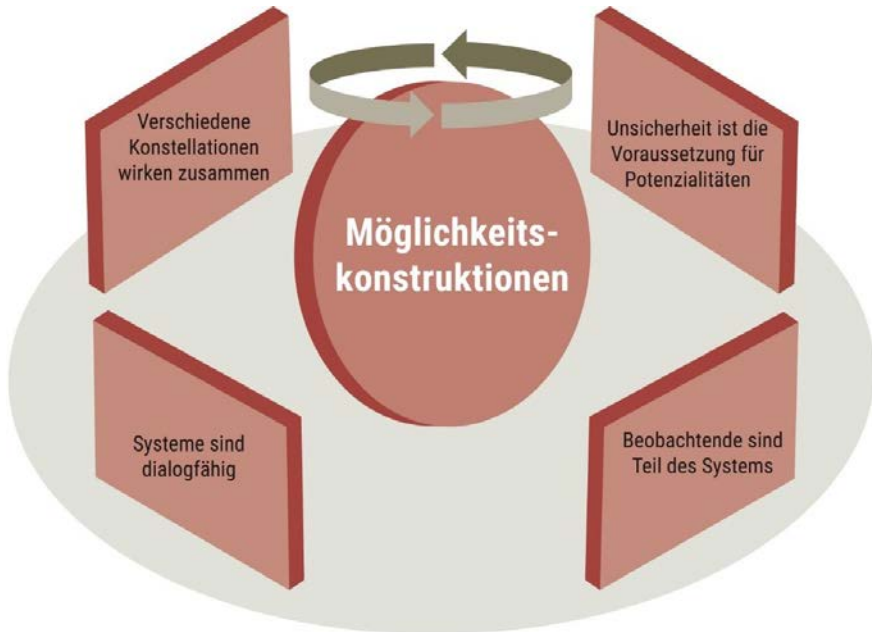 Verschiedene
Konstellationen
wirken zusammen
Unsicherheit ist die
Voraussetzung für
Potenzialitäten
Möglichkeits-
konstruktionen
Systeme sind
dialogfähig
Beobachtende sind
Teil des Systems